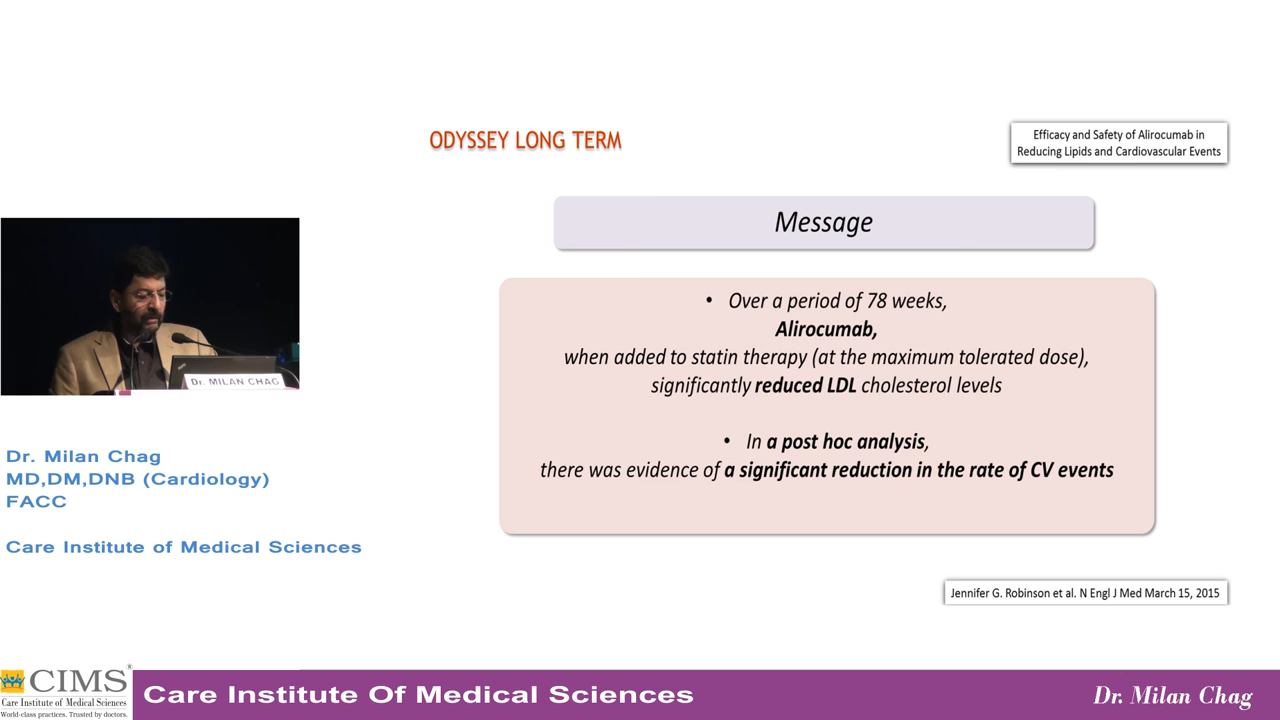 ODYSSEY LONG TERM
Efficacy and Safety of Alirocumab in
Reducing Lipids and Cardiovascular Events
Message
• Over a period of 78 weeks,
Alirocumab,
when added to statin therapy (at the maximum tolerated dose),
significantly reduced LDL cholesterol levels
• In a post hoc analysis,
there was evidence of a significant reduction in the rate of CV events
Jennifer G. Robinson et al. N Engl J Med March 15, 2015
Dr. MILAN CHAG
Dr. Milan Chag
MD,DM,DNB (Cardiology)
FACC
Care Institute of Medical Sciences
CIMS®
Care Institute of Medical Sciences
World-class practices. Trusted by doctors.
Care Institute Of Medical Sciences
Dr. Milan Chag